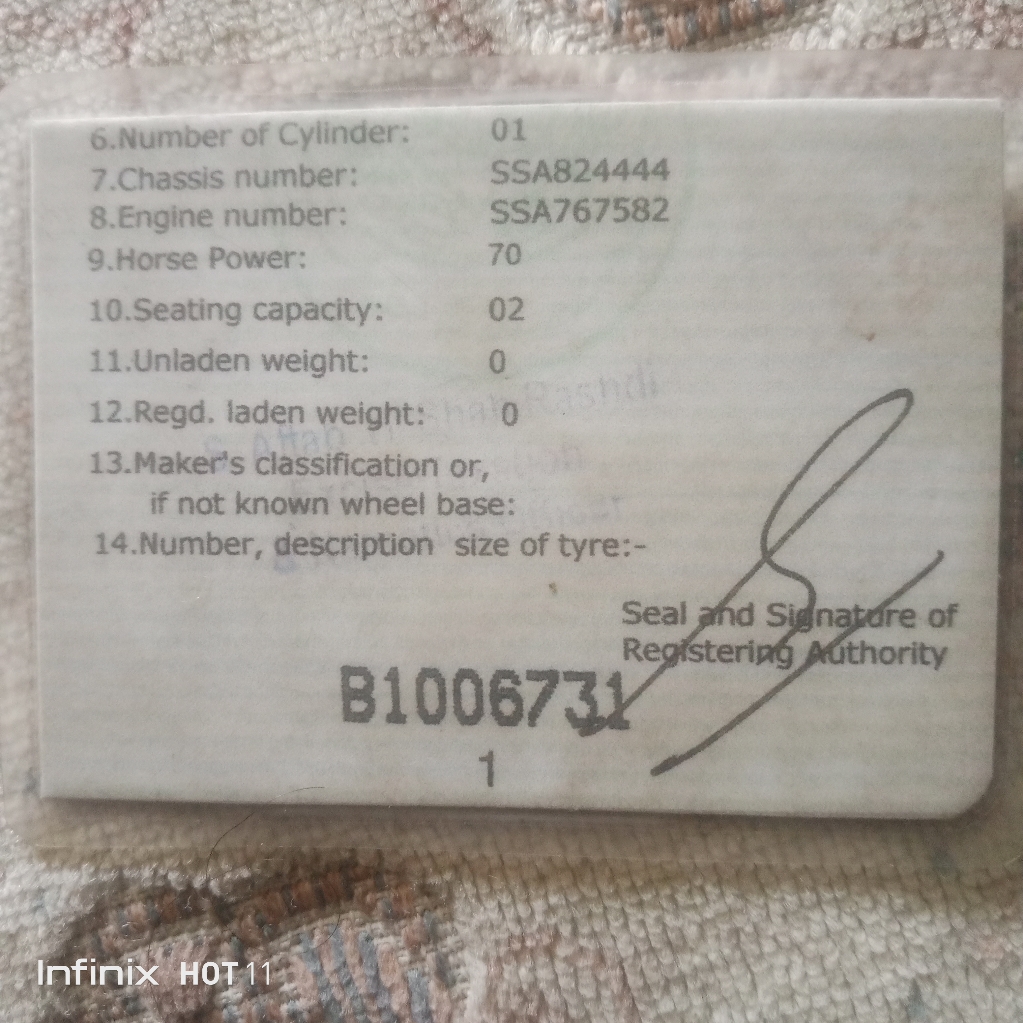 6.Number of Cylinder: 01
7.Chassis number: SSA824444
8.Engine number: SSA767582
9.Horse Power: 70
10.Seating capacity: 02
11.Unladen weight: 0
12.Regd. laden weight: 0
13.Maker's classification or,
if not known wheel base:
14.Number, description size of tyre:-
Seal and Signature of
Registering Authority
B1006731
1
Infinix HOT 11